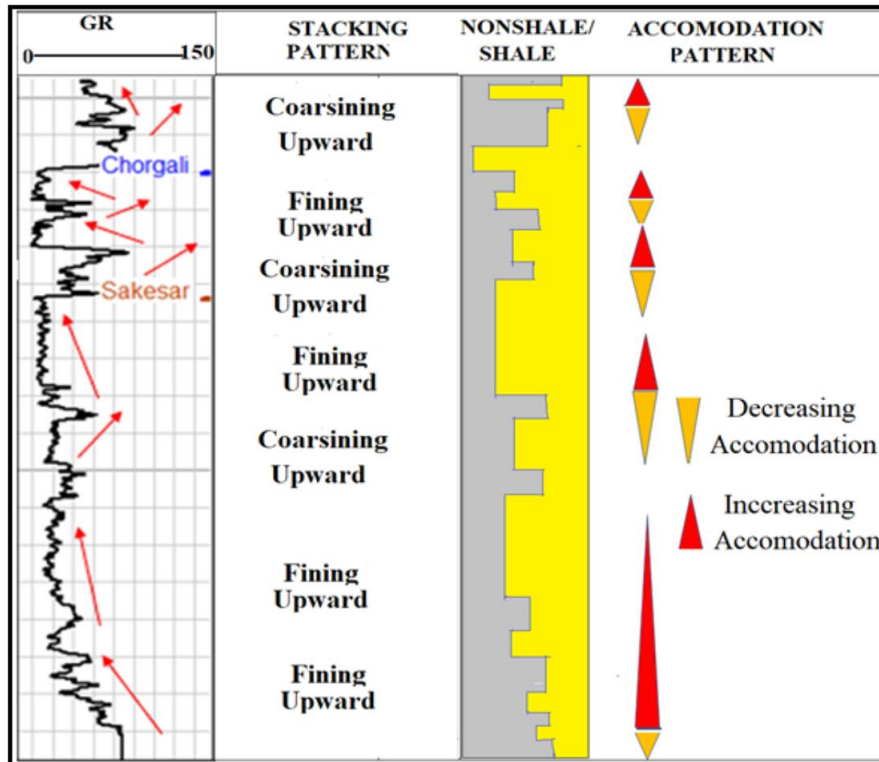 GR
0 150
STACKING
PATTERN
NONSHALE/
SHALE
ACCOMODATION
PATTERN
Coarsining
Upward
Chorgali
Fining
Upward
Coarsining
Upward
Sakesar
Fining
Upward
Coarsining
Upward
Fining
Upward
Fining
Upward
Decreasing
Accomodation
Inccreasing
Accomodation